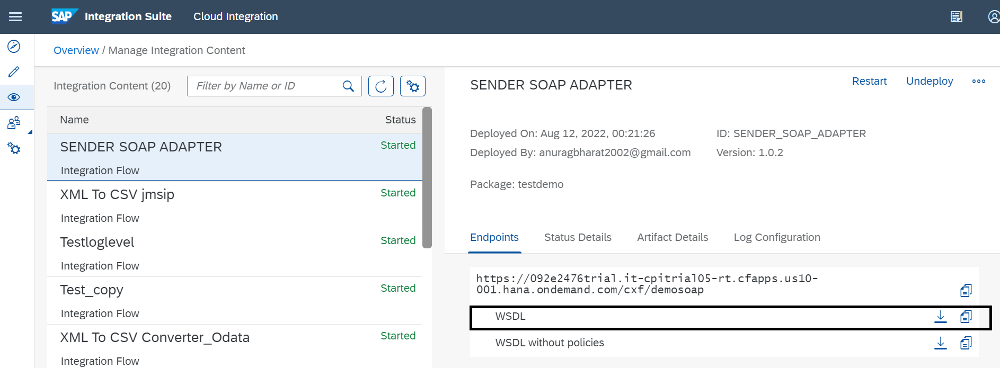 SAP Integration Suite Cloud Integration
Overview / Manage Integration Content
Integration Content (20) Filter by Name or ID
Name Status
SENDER SOAP ADAPTER Started
Integration Flow
XML To CSV jmsip Started
Integration Flow
Testloglevel Started
Integration Flow
Test_copy Started
Integration Flow
XML To CSV Converter_Odata Started
Integration Flow
SENDER SOAP ADAPTER Restart Undeploy
Deployed On: Aug 12, 2022, 00:21:26 ID: SENDER_SOAP_ADAPTER
Deployed By: anuragbharat2002@gmail.com Version: 1.0.2
Package: testdemo
Endpoints Status Details Artifact Details Log Configuration
https://092e2476trial.it-cpitrial05-rt.cfapps.us10-
001.hana.ondemand.com/cxf/demosoap
WSDL
WSDL without policies